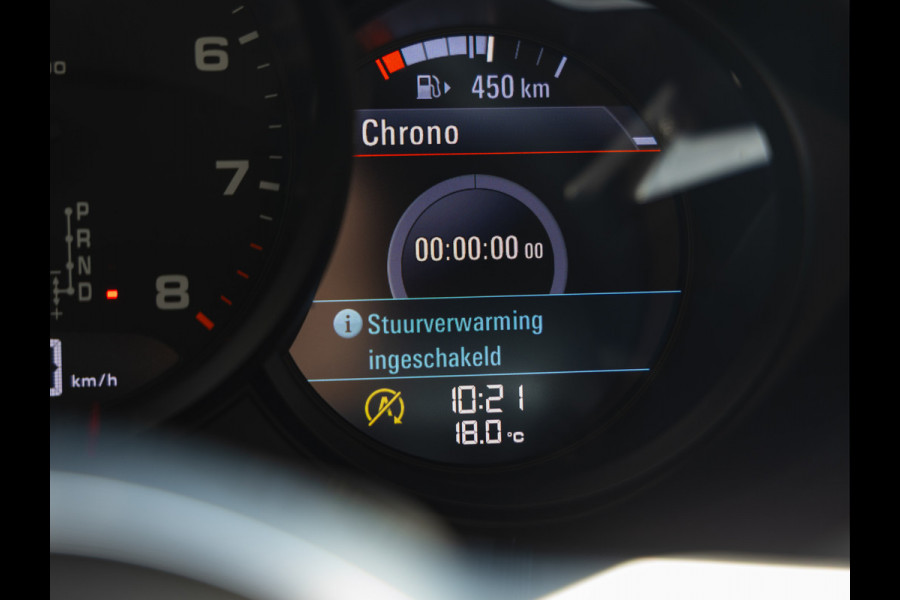 6
450 km
Chrono
7
P
R
N
D
00:00:00 00
8
Stuurverwarming
ingeschakeld
km/h
10:21
18.0 °C